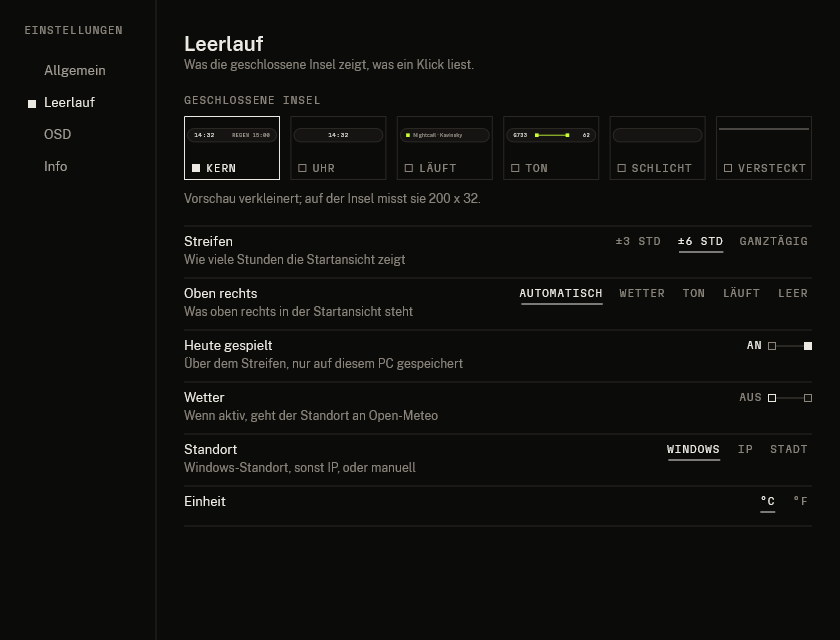 EINSTELLUNGEN
Allgemein
Leerlauf
OSD
Info
Leerlauf
Was die geschlossene Insel zeigt, was ein Klick liest.
GESCHLOSSENE INSEL
14:32 REGEN 15:00
KERN
14:32
UHR
Nightcall · Kavinsky
LÄUFT
G733 62
TON
SCHLICHT
VERSTECKT
Vorschau verkleinert; auf der Insel misst sie 200 x 32.
Streifen ±3 STD ±6 STD GANZTÄGIG
Wie viele Stunden die Startansicht zeigt
Oben rechts AUTOMATISCH WETTER TON LÄUFT LEER
Was oben rechts in der Startansicht steht
Heute gespielt AN
Über dem Streifen, nur auf diesem PC gespeichert
Wetter AUS
Wenn aktiv, geht der Standort an Open-Meteo
Standort WINDOWS IP STADT
Windows-Standort, sonst IP, oder manuell
Einheit °C °F